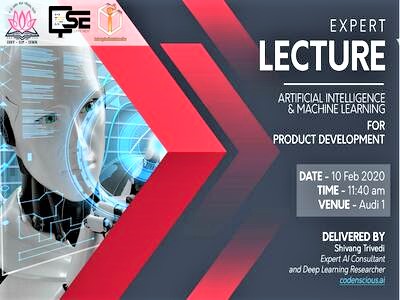 CSE
EXPERT
LECTURE
ARTIFICIAL INTELLIGENCE
& MACHINE LEARNING
FOR
PRODUCT DEVELOPMENT
DATE - 10 Feb 2020
TIME - 11:40 am
VENUE - Audi 1
DELIVERED BY
Shivang Trivedi
Expert AI Consultant
and Deep Learning Researcher
codenscious.ai